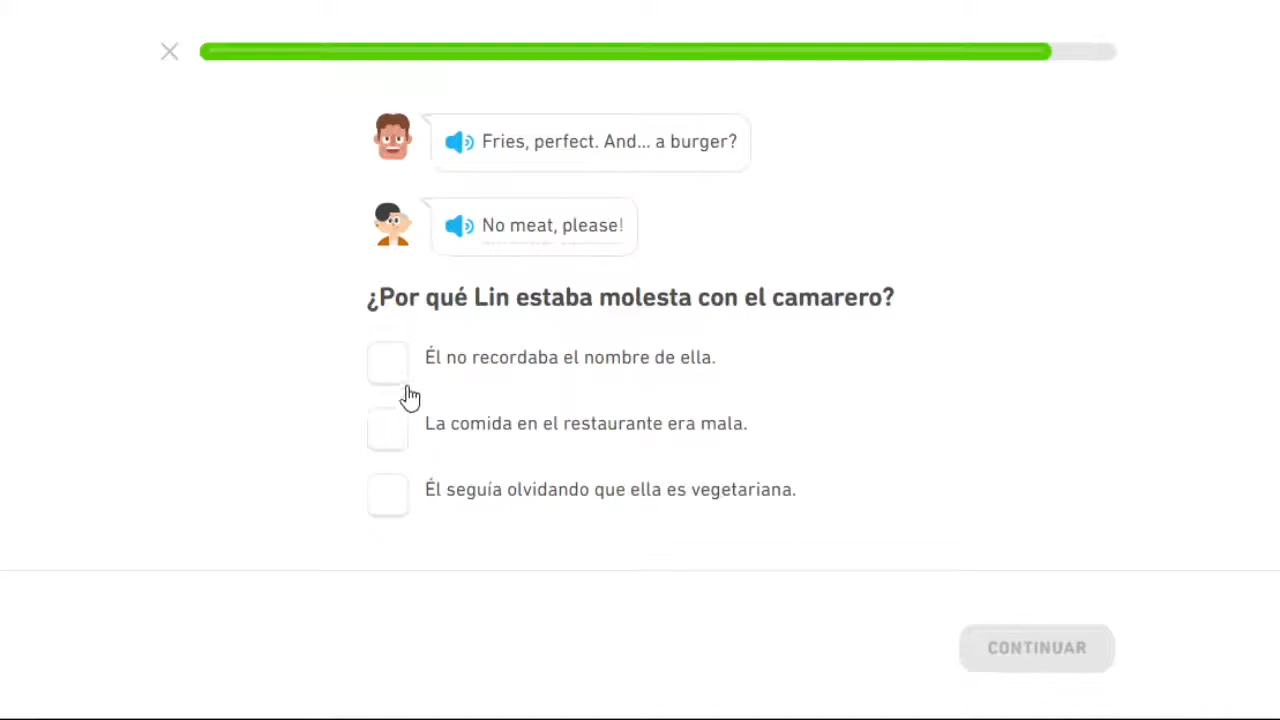 Fries, perfect. And... a burger?
No meat, please!
¿Por qué Lin estaba molesta con el camarero?
Él no recordaba el nombre de ella.
La comida en el restaurante era mala.
Él seguía olvidando que ella es vegetariana.
CONTINUAR